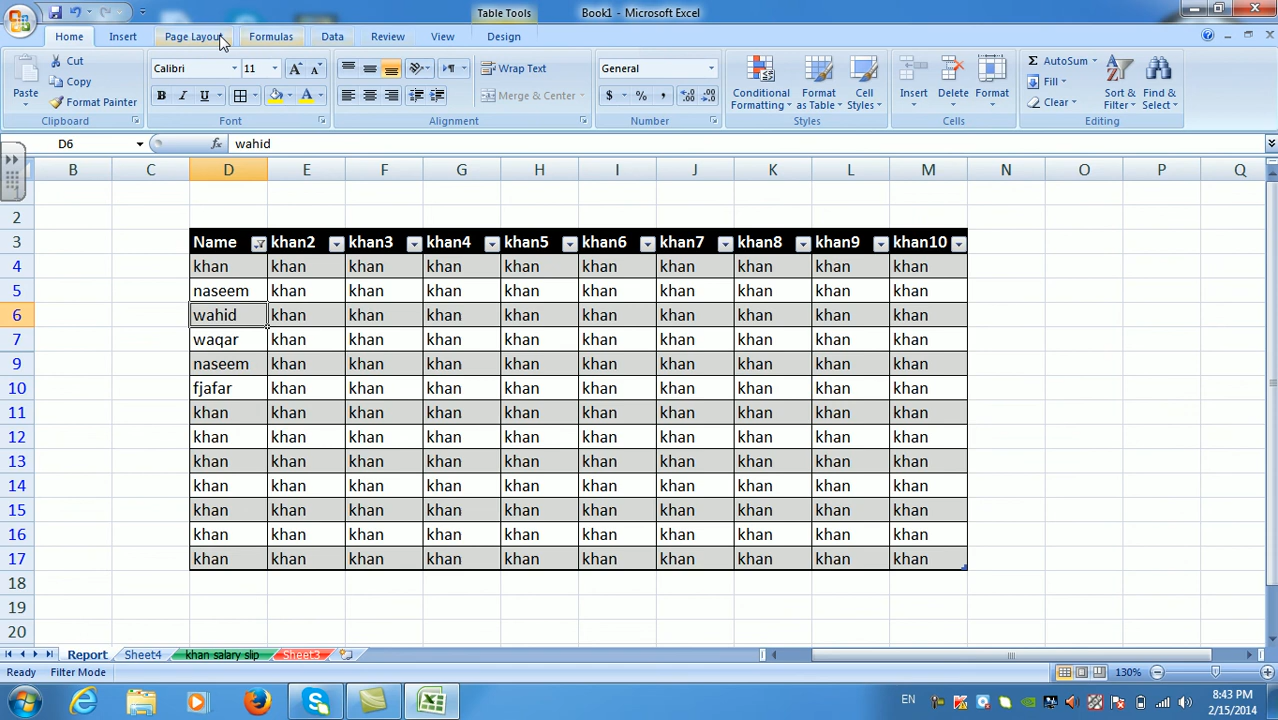 Table Tools
Book1 - Microsoft Excel
Home Insert Page Layout Formulas Data Review View Design
Cut
Copy
Format Painter
Paste
Clipboard
Calibri 11
B I U A
Font
Wrap Text
Merge & Center
Alignment
General
$ % ,
Number
Conditional Formatting
Format as Table
Cell Styles
Styles
Insert Delete Format
Cells
AutoSum
Fill
Clear
Sort & Filter
Find & Select
Editing
D6 fx wahid
B C D E F G H I J K L M N O P Q
2
3 Name khan2 khan3 khan4 khan5 khan6 khan7 khan8 khan9 khan10
4 khan khan khan khan khan khan khan khan khan khan
5 naseem khan khan khan khan khan khan khan khan khan
6 wahid khan khan khan khan khan khan khan khan khan
7 waqar khan khan khan khan khan khan khan khan khan
9 naseem khan khan khan khan khan khan khan khan khan
10 fjafar khan khan khan khan khan khan khan khan khan
11 khan khan khan khan khan khan khan khan khan khan
12 khan khan khan khan khan khan khan khan khan khan
13 khan khan khan khan khan khan khan khan khan khan
14 khan khan khan khan khan khan khan khan khan khan
15 khan khan khan khan khan khan khan khan khan khan
16 khan khan khan khan khan khan khan khan khan khan
17 khan khan khan khan khan khan khan khan khan khan
18
19
20
Report Sheet4 khan salary slip Sheet3
Ready Filter Mode 130%
EN 8:43 PM
2/15/2014